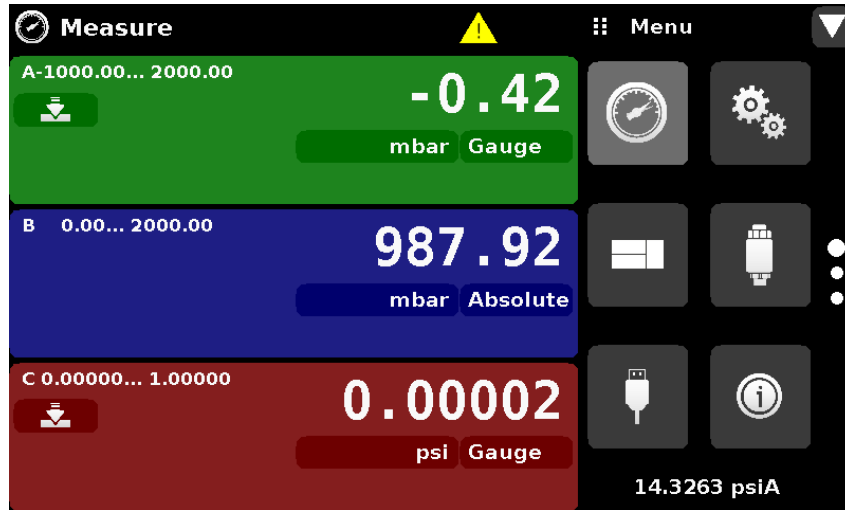 Measure
Menu
A-1000.00... 2000.00
-0.42
mbar Gauge
B 0.00... 2000.00
987.92
mbar Absolute
C 0.00000... 1.00000
0.00002
psi Gauge
14.3263 psiA